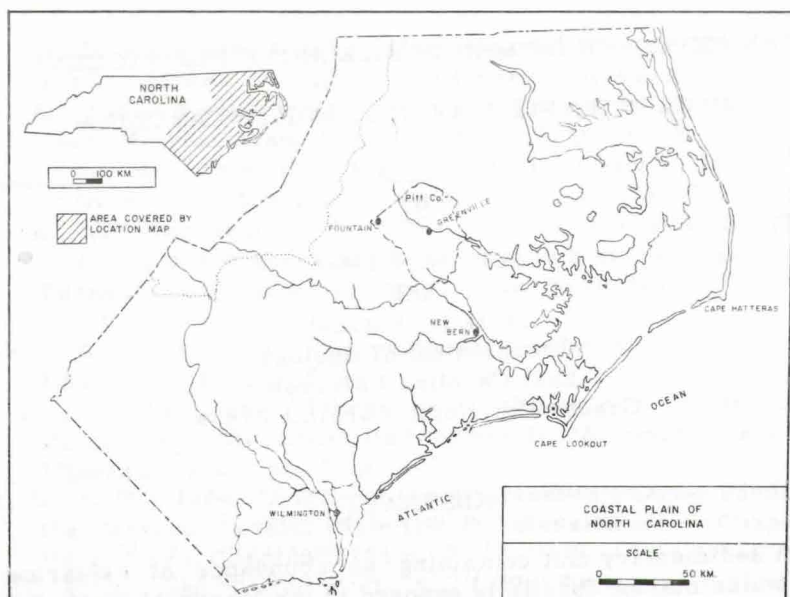 NORTH
CAROLINA
0 100 KM.
AREA COVERED BY
LOCATION MAP
Pitt Co.
GREENVILLE
FOUNTAIN
NEW
BERN
CAPE HATTERAS
OCEAN
CAPE LOOKOUT
ATLANTIC
WILMINGTON
COASTAL PLAIN OF
NORTH CAROLINA
SCALE
0 50 KM.